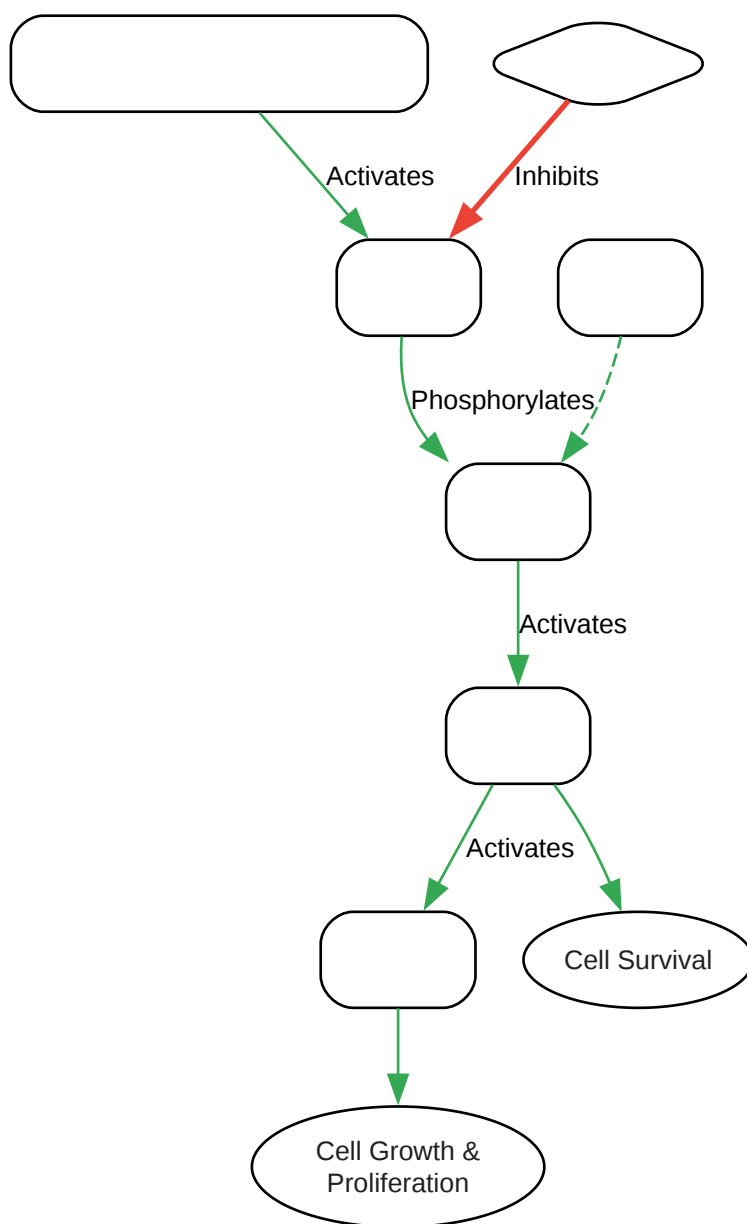 Activates
Inhibits
Phosphorylates
Activates
Activates
Cell Survival
Cell Growth &
Proliferation